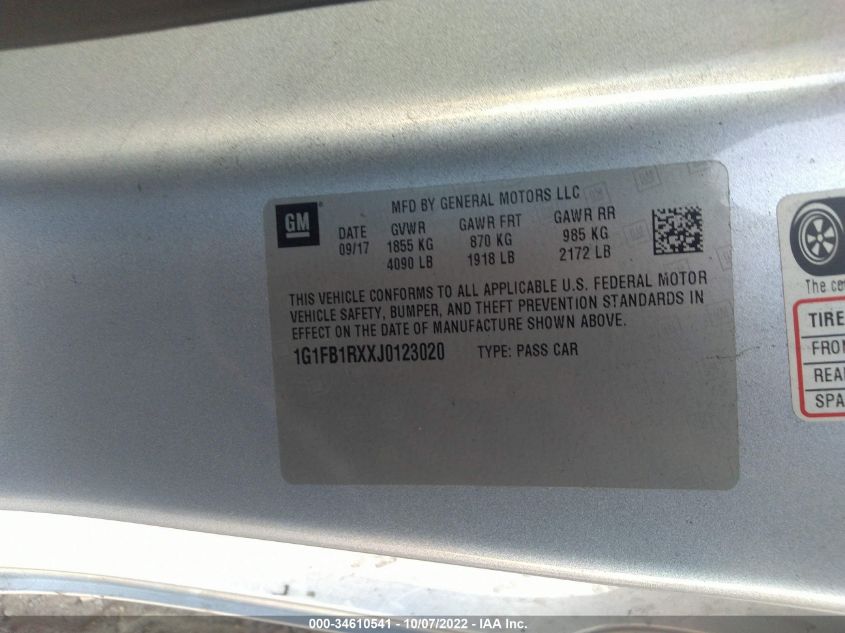 GM
MFD BY GENERAL MOTORS LLC
DATE GVWR GAWR FRT GAWR RR
09/17 1855 KG 870 KG 985 KG
4090 LB 1918 LB 2172 LB
THIS VEHICLE CONFORMS TO ALL APPLICABLE U.S. FEDERAL MOTOR
VEHICLE SAFETY, BUMPER, AND THEFT PREVENTION STANDARDS IN
EFFECT ON THE DATE OF MANUFACTURE SHOWN ABOVE.
1G1FB1RXXJ0123020 TYPE: PASS CAR
The co
TIRE
FRON
REA
SPA
000-34610541 - 10/07/2022 - IAA Inc.